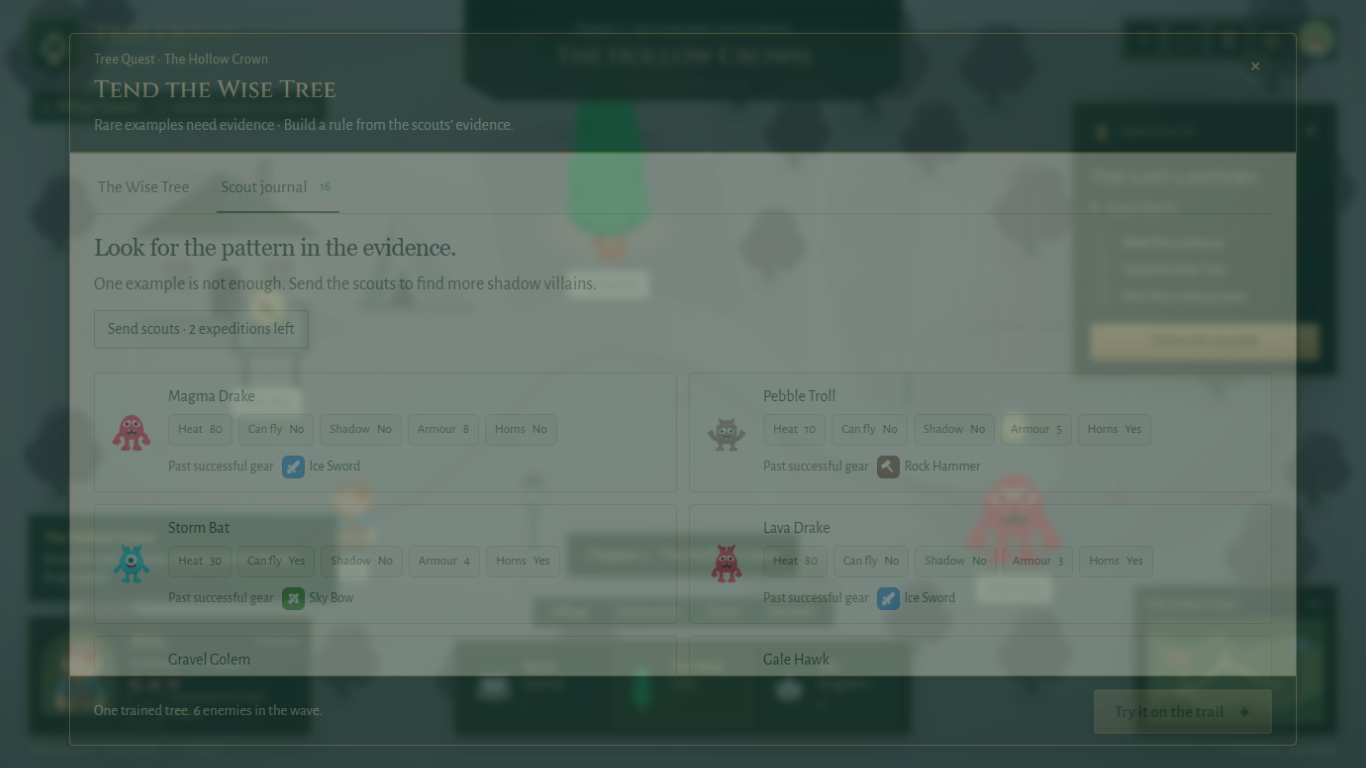 THE HOLLOW CROWN
Tree Quest · The Hollow Crown
×
Tend the Wise Tree
Rare examples need evidence · Build a rule from the scouts' evidence.
The Wise Tree
Scout journal 16
Look for the pattern in the evidence.
One example is not enough. Send the scouts to find more shadow villains.
Send scouts · 2 expeditions left
Magma Drake
Heat 80 Can fly No Shadow No Armour 8 Horns No
Past successful gear Ice Sword
Pebble Troll
Heat 10 Can fly No Shadow No Armour 5 Horns Yes
Past successful gear Rock Hammer
Storm Bat
Heat 30 Can fly Yes Shadow No Armour 4 Horns Yes
Past successful gear Sky Bow
Lava Drake
Heat 80 Can fly No Shadow No Armour 3 Horns Yes
Past successful gear Ice Sword
Gravel Golem
Gale Hawk
One trained tree. 6 enemies in the wave.
Try it on the trail